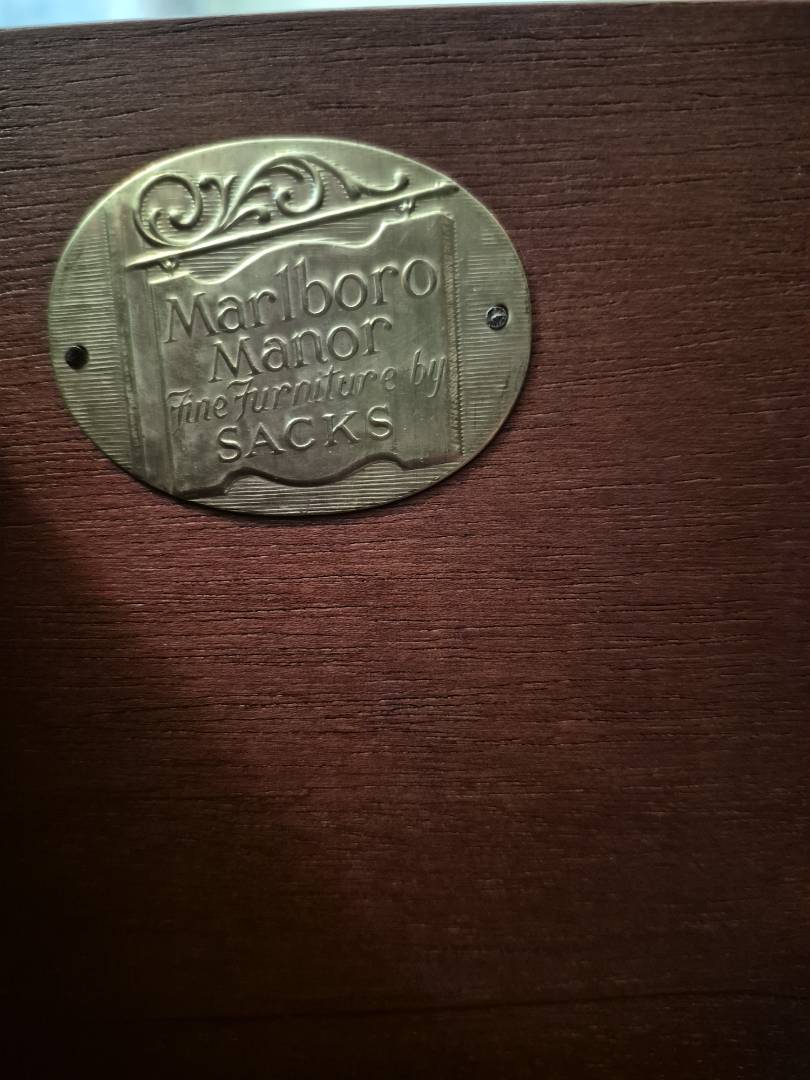 Marlboro
Manor
Fine Furniture by
SACKS